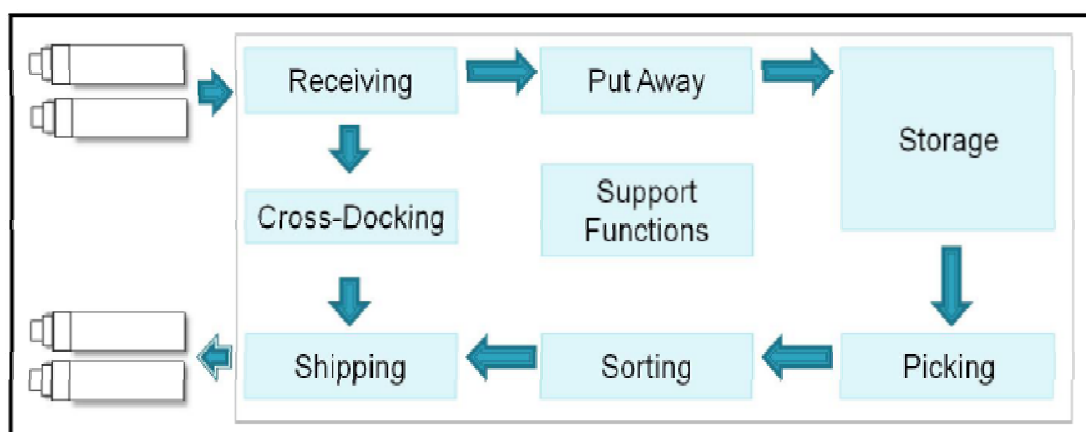 Receiving
Put Away
Storage
Cross-Docking
Support
Functions
Shipping
Sorting
Picking